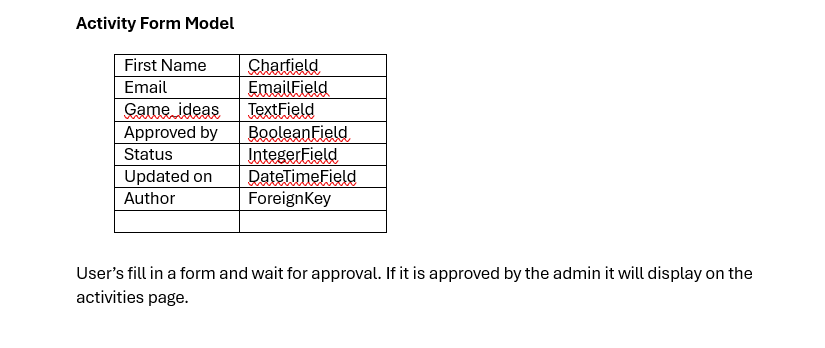 Activity Form Model
First Name Charfield
Email EmailField
Game_ideas TextField
Approved by BooleanField
Status IntegerField
Updated on DateTimeField
Author ForeignKey
User’s fill in a form and wait for approval. If it is approved by the admin it will display on the
activities page.